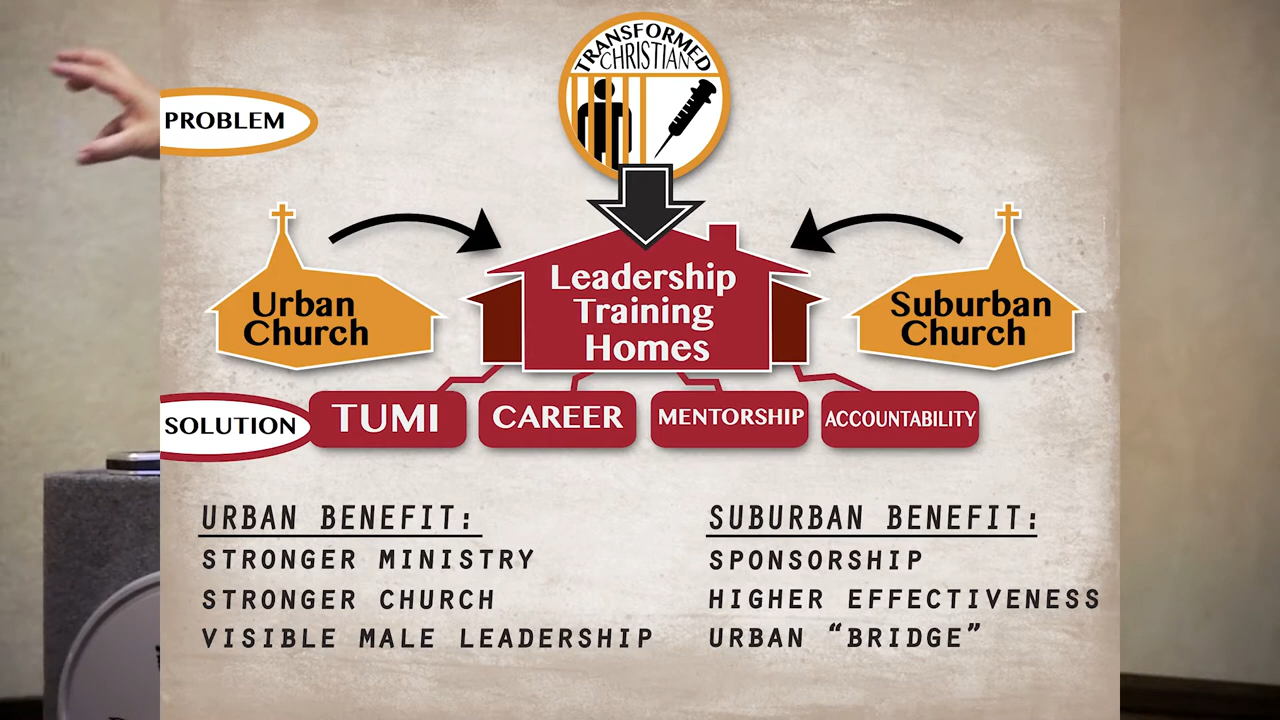 TRANSFORMED
CHRISTIAN
PROBLEM
Leadership
Training
Homes
Urban
Church
Suburban
Church
SOLUTION
TUMI
CAREER
MENTORSHIP
ACCOUNTABILITY
URBAN BENEFIT:
STRONGER MINISTRY
STRONGER CHURCH
VISIBLE MALE LEADERSHIP
SUBURBAN BENEFIT:
SPONSORSHIP
HIGHER EFFECTIVENESS
URBAN “BRIDGE”